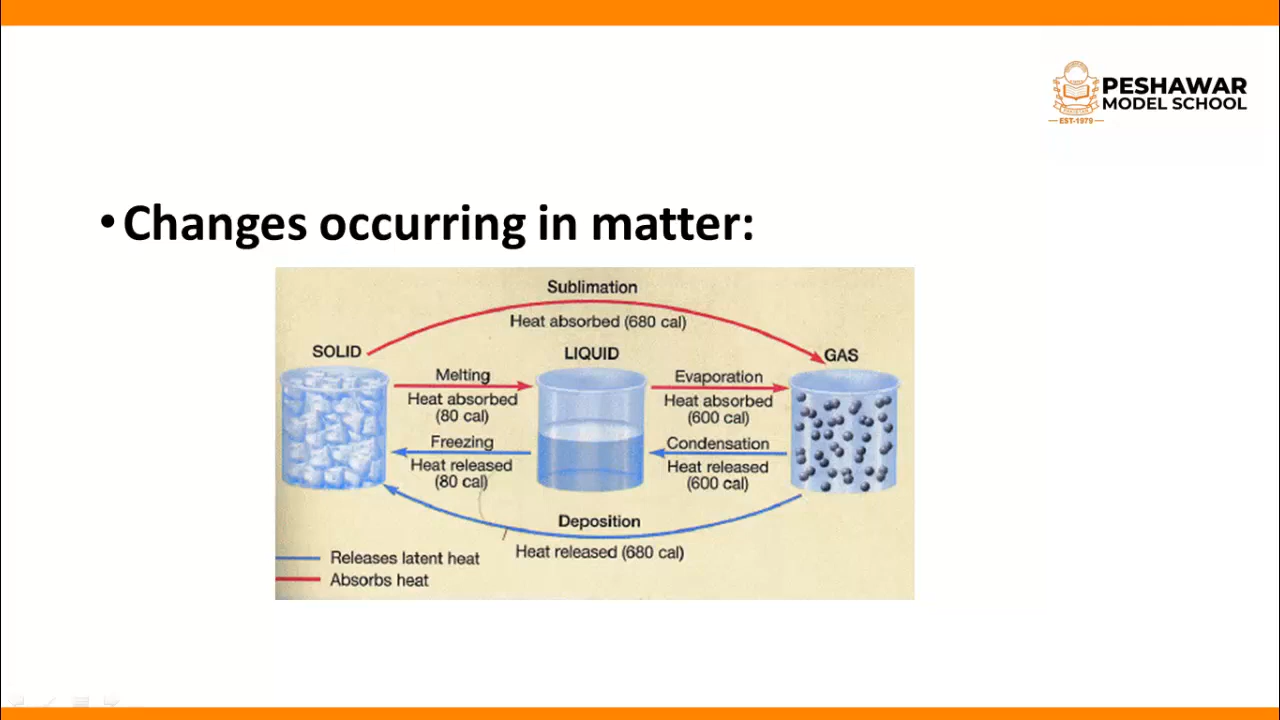 PESHAWAR
MODEL SCHOOL
EST-1979
• Changes occurring in matter:
Sublimation
Heat absorbed (680 cal)
SOLID
LIQUID
GAS
Melting
Heat absorbed
(80 cal)
Evaporation
Heat absorbed
(600 cal)
Freezing
Heat released
(80 cal)
Condensation
Heat released
(600 cal)
Deposition
Heat released (680 cal)
Releases latent heat
Absorbs heat